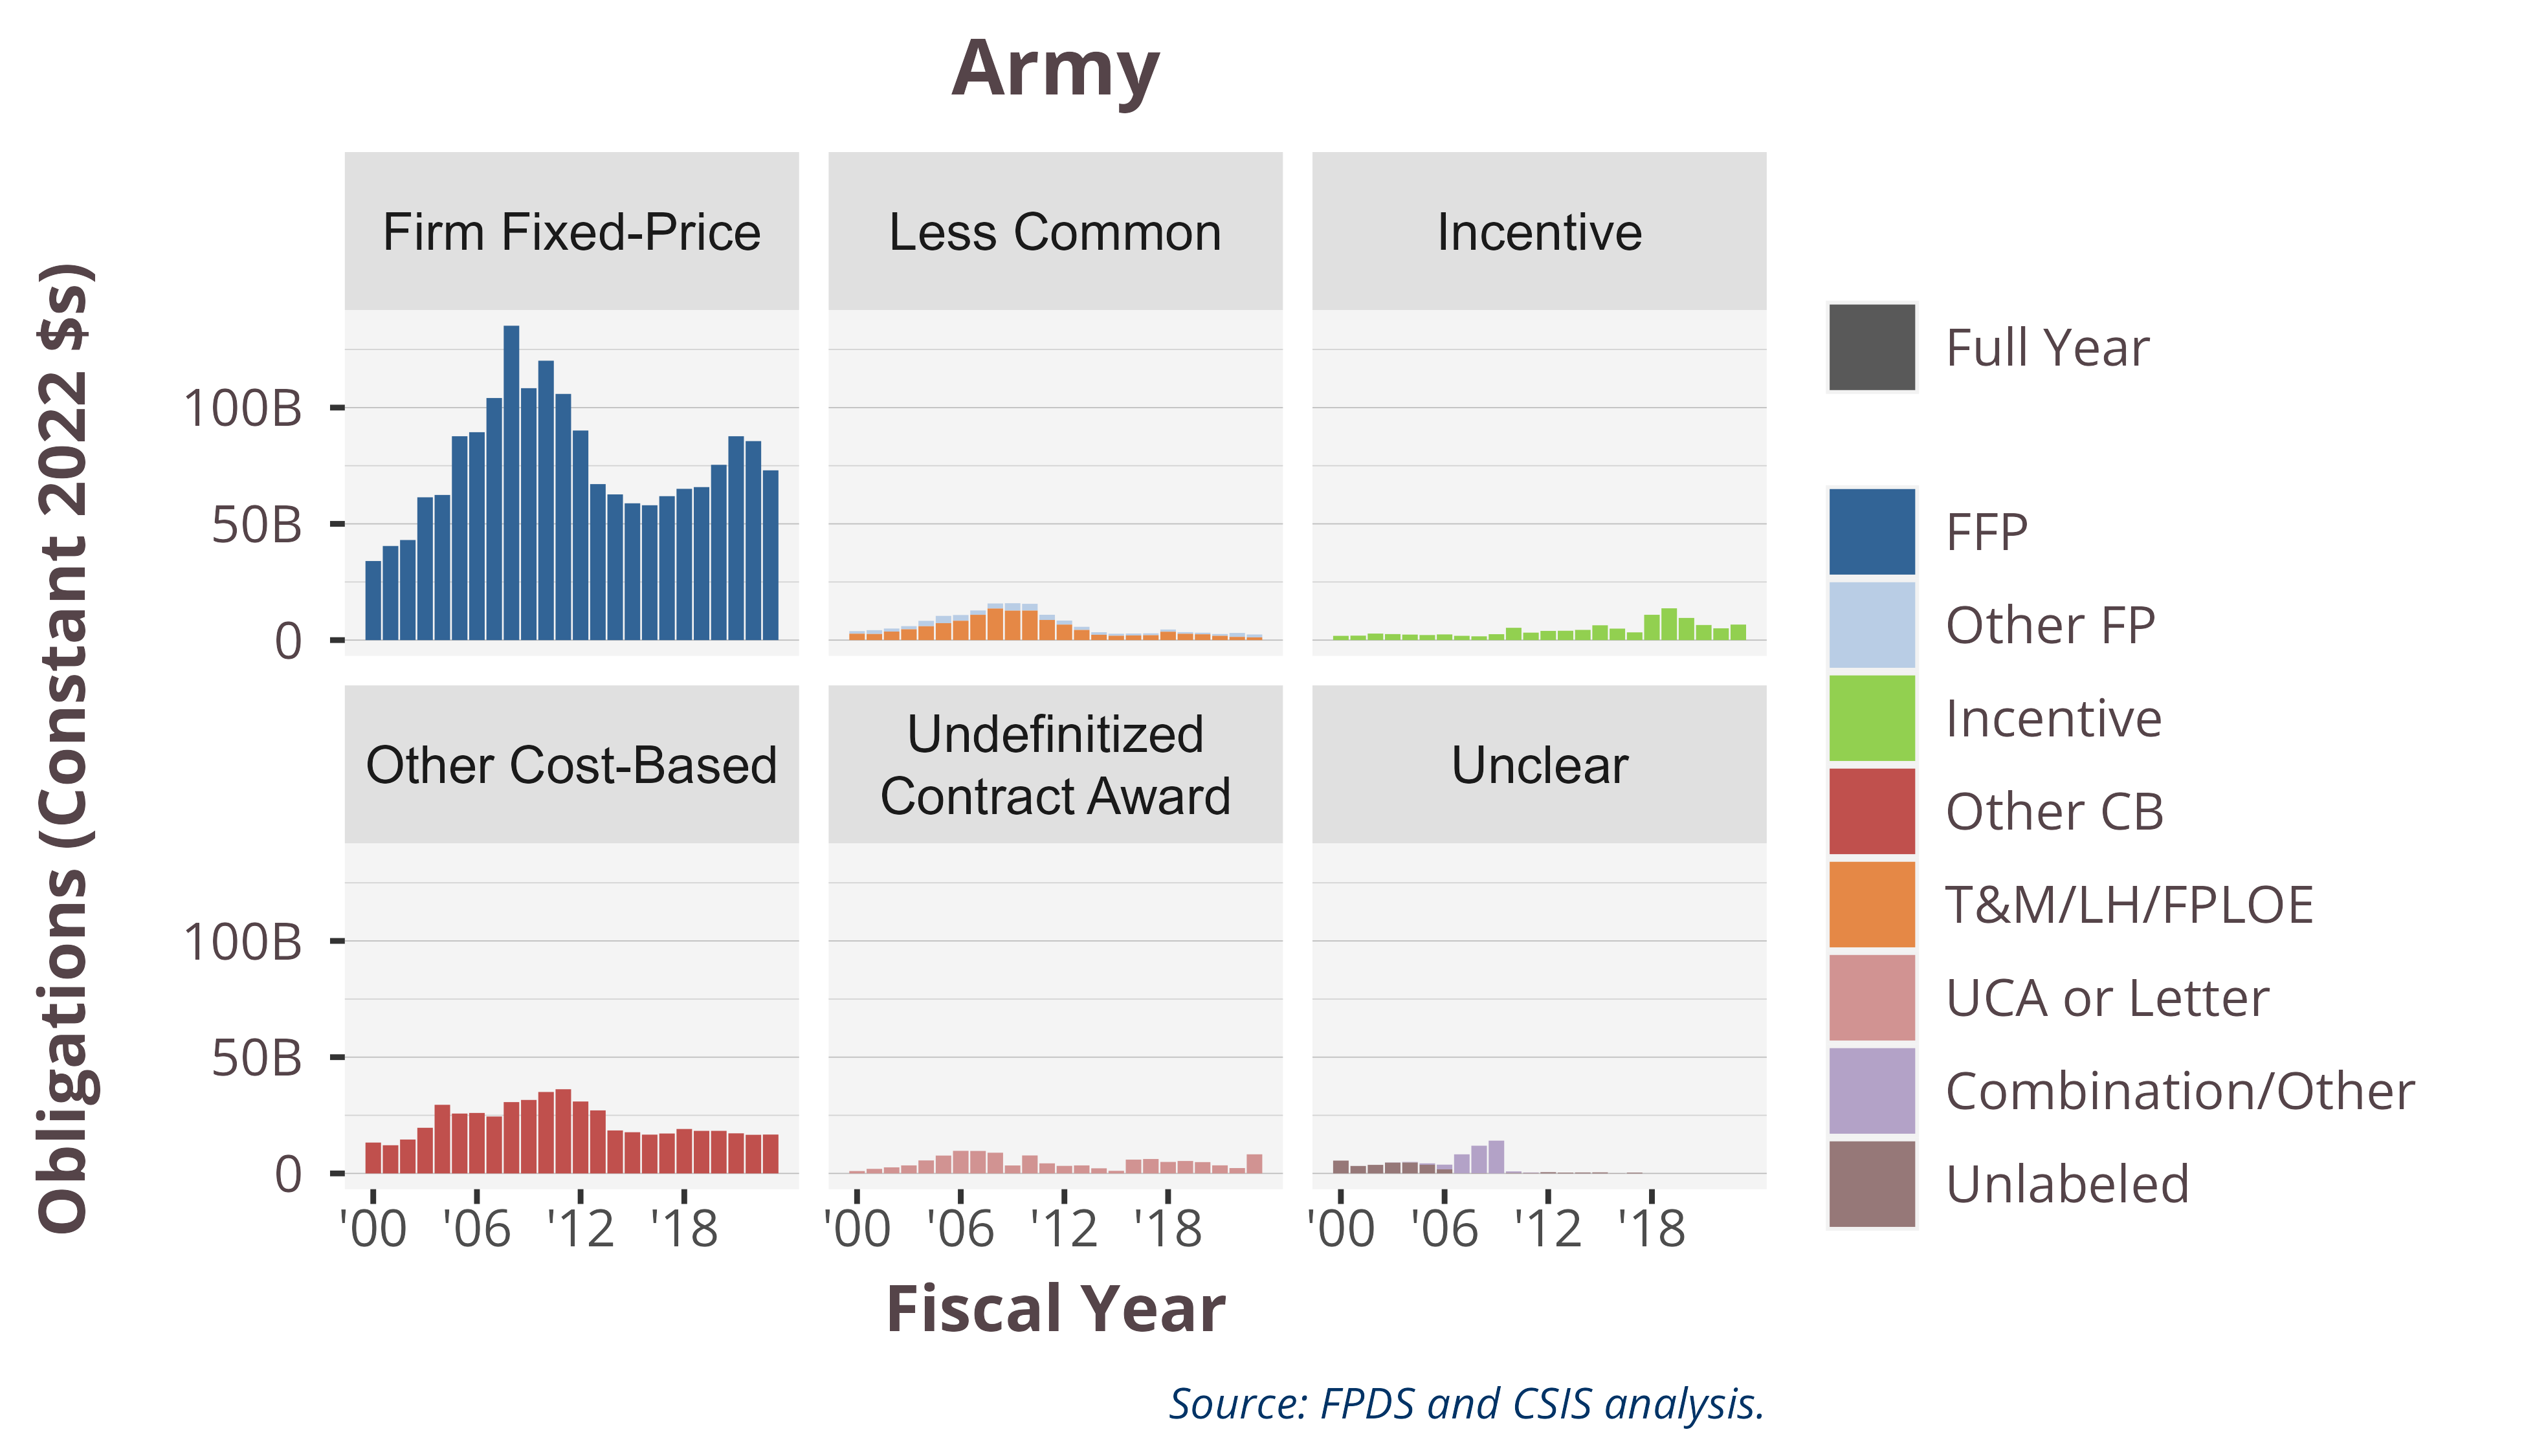 Army
Obligations (Constant 2022 $s)
Firm Fixed-Price
Less Common
Incentive
100B
50B
0
Other Cost-Based
Undefinitized
Contract Award
Unclear
100B
50B
0
'00 '06 '12 '18
'00 '06 '12 '18
'00 '06 '12 '18
Fiscal Year
Full Year
FFP
Other FP
Incentive
Other CB
T&M/LH/FPLOE
UCA or Letter
Combination/Other
Unlabeled
Source: FPDS and CSIS analysis.